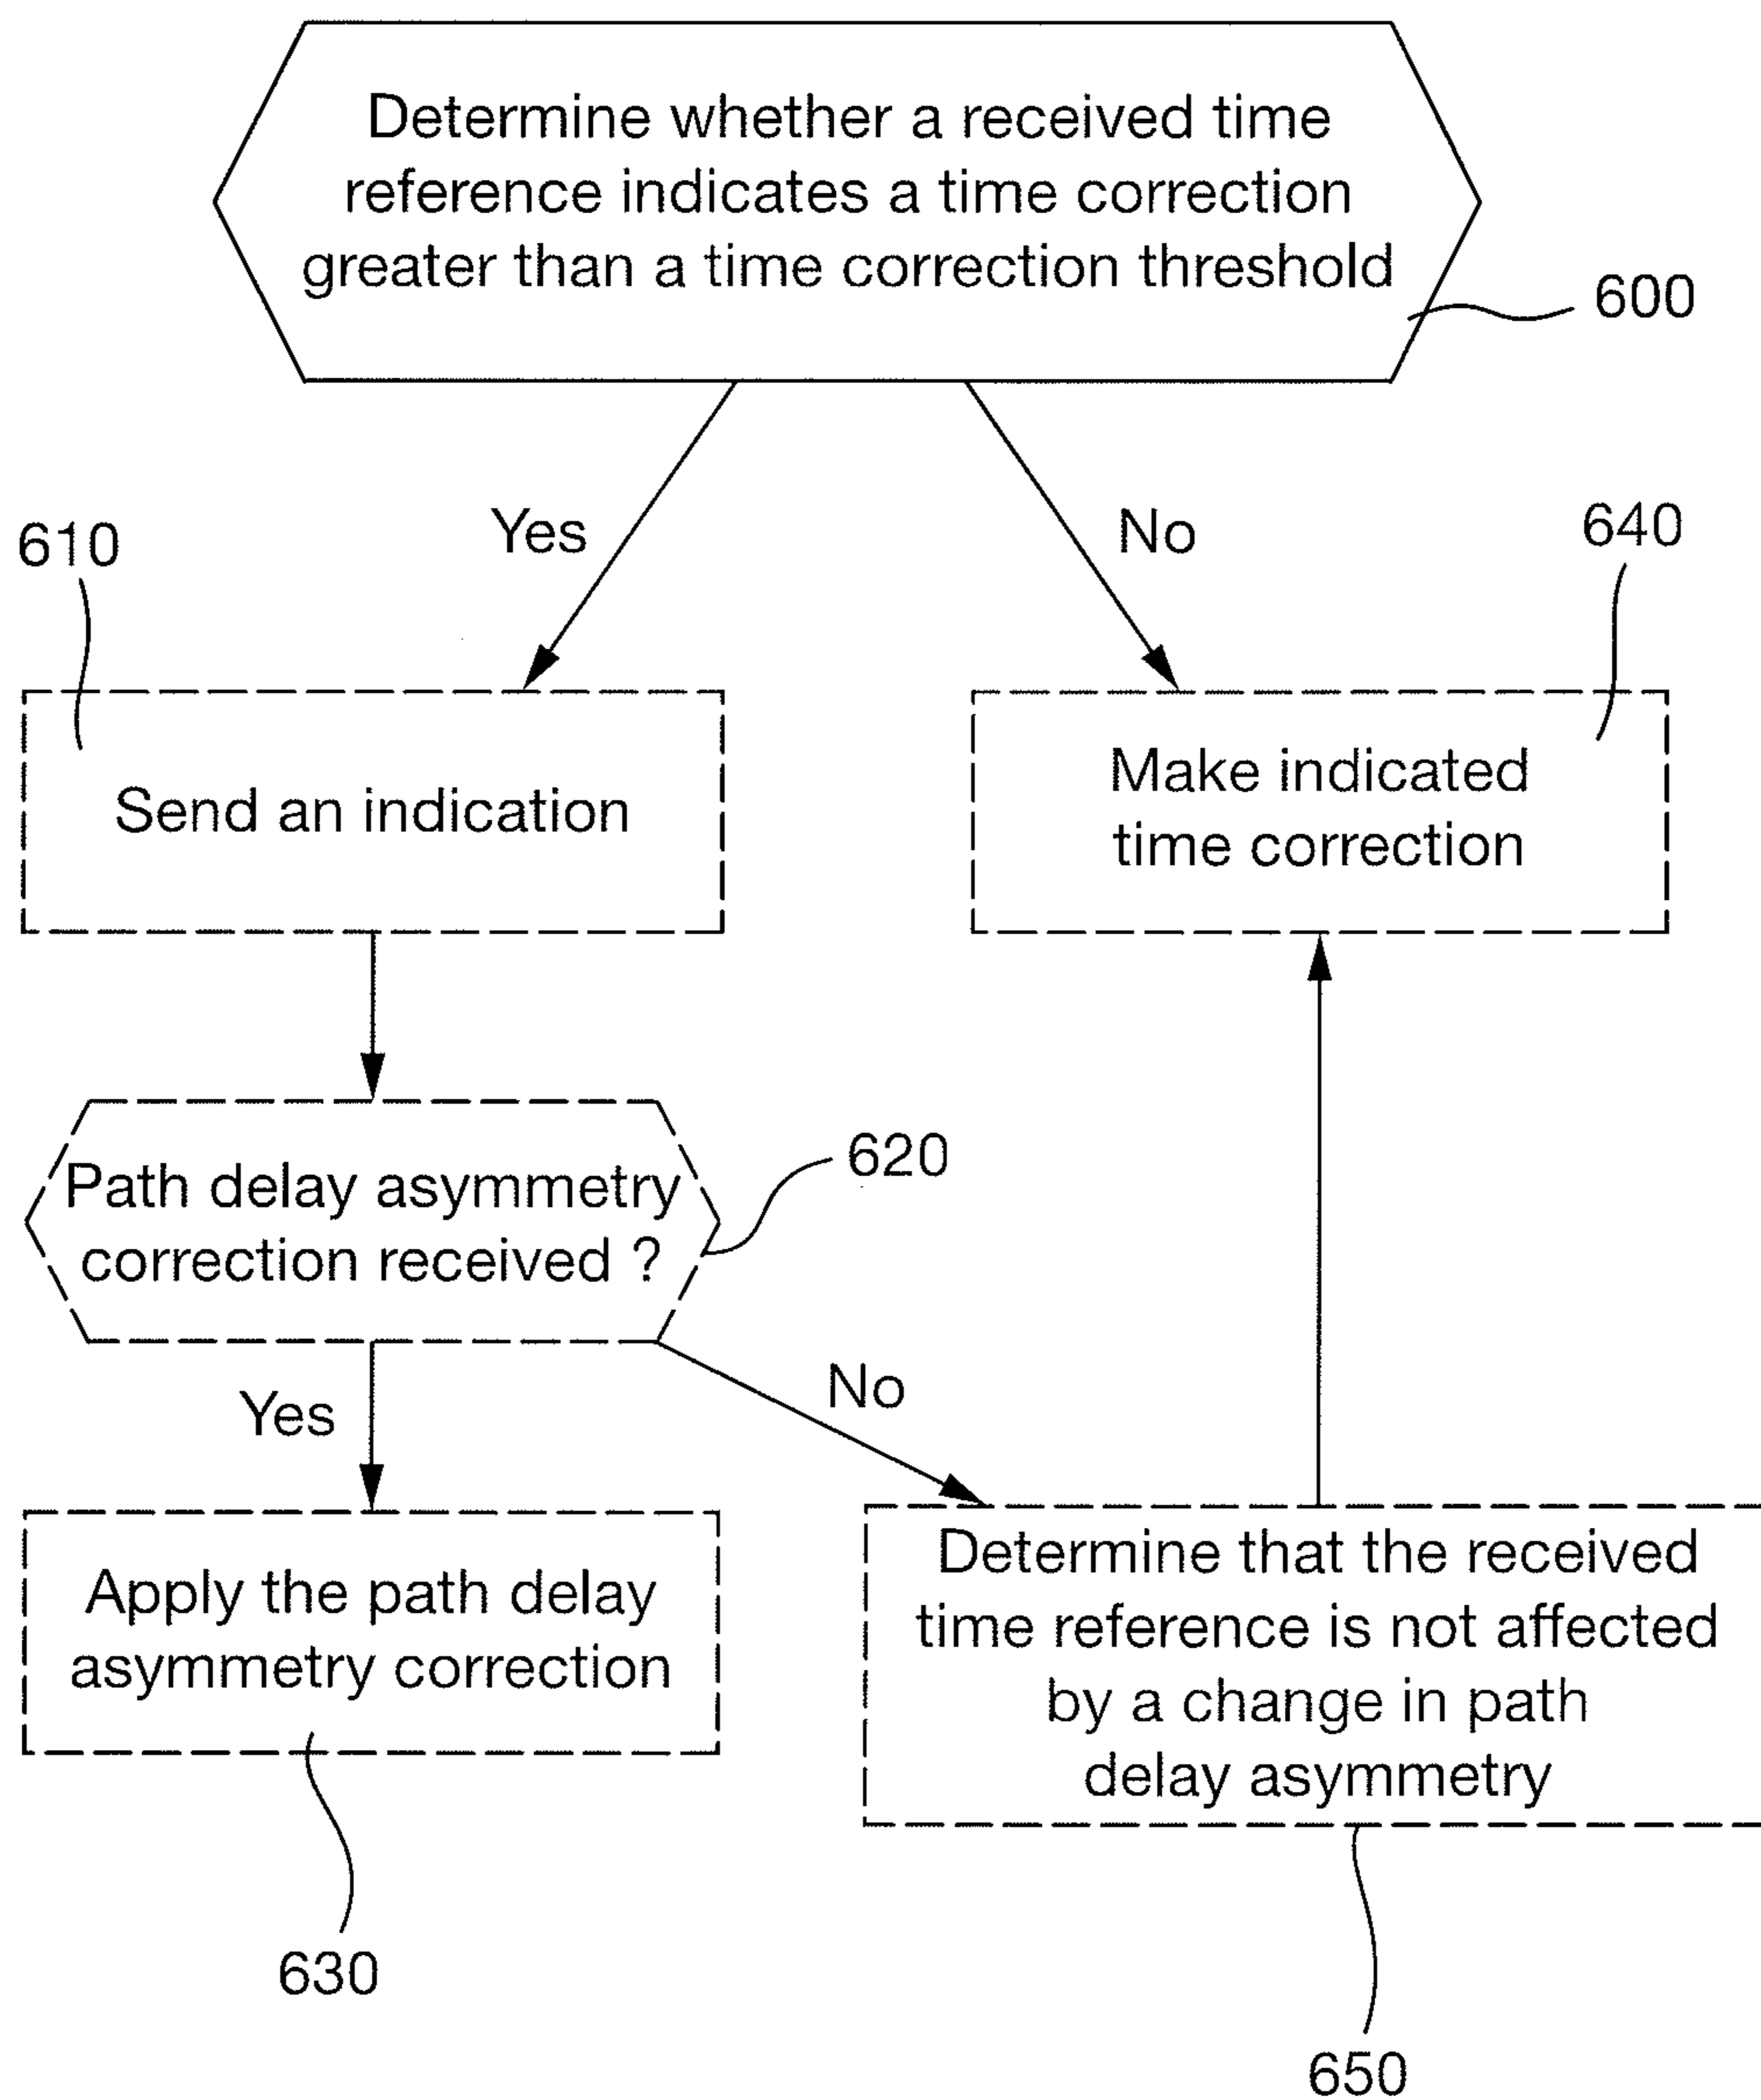 Determine whether a received time
reference indicates a time correction
greater than a time correction threshold
600
Yes
No
610
640
Send an indication
Make indicated
time correction
Path delay asymmetry
correction received ?
620
Yes
No
Apply the path delay
asymmetry correction
Determine that the received
time reference is not affected
by a change in path
delay asymmetry
630
650